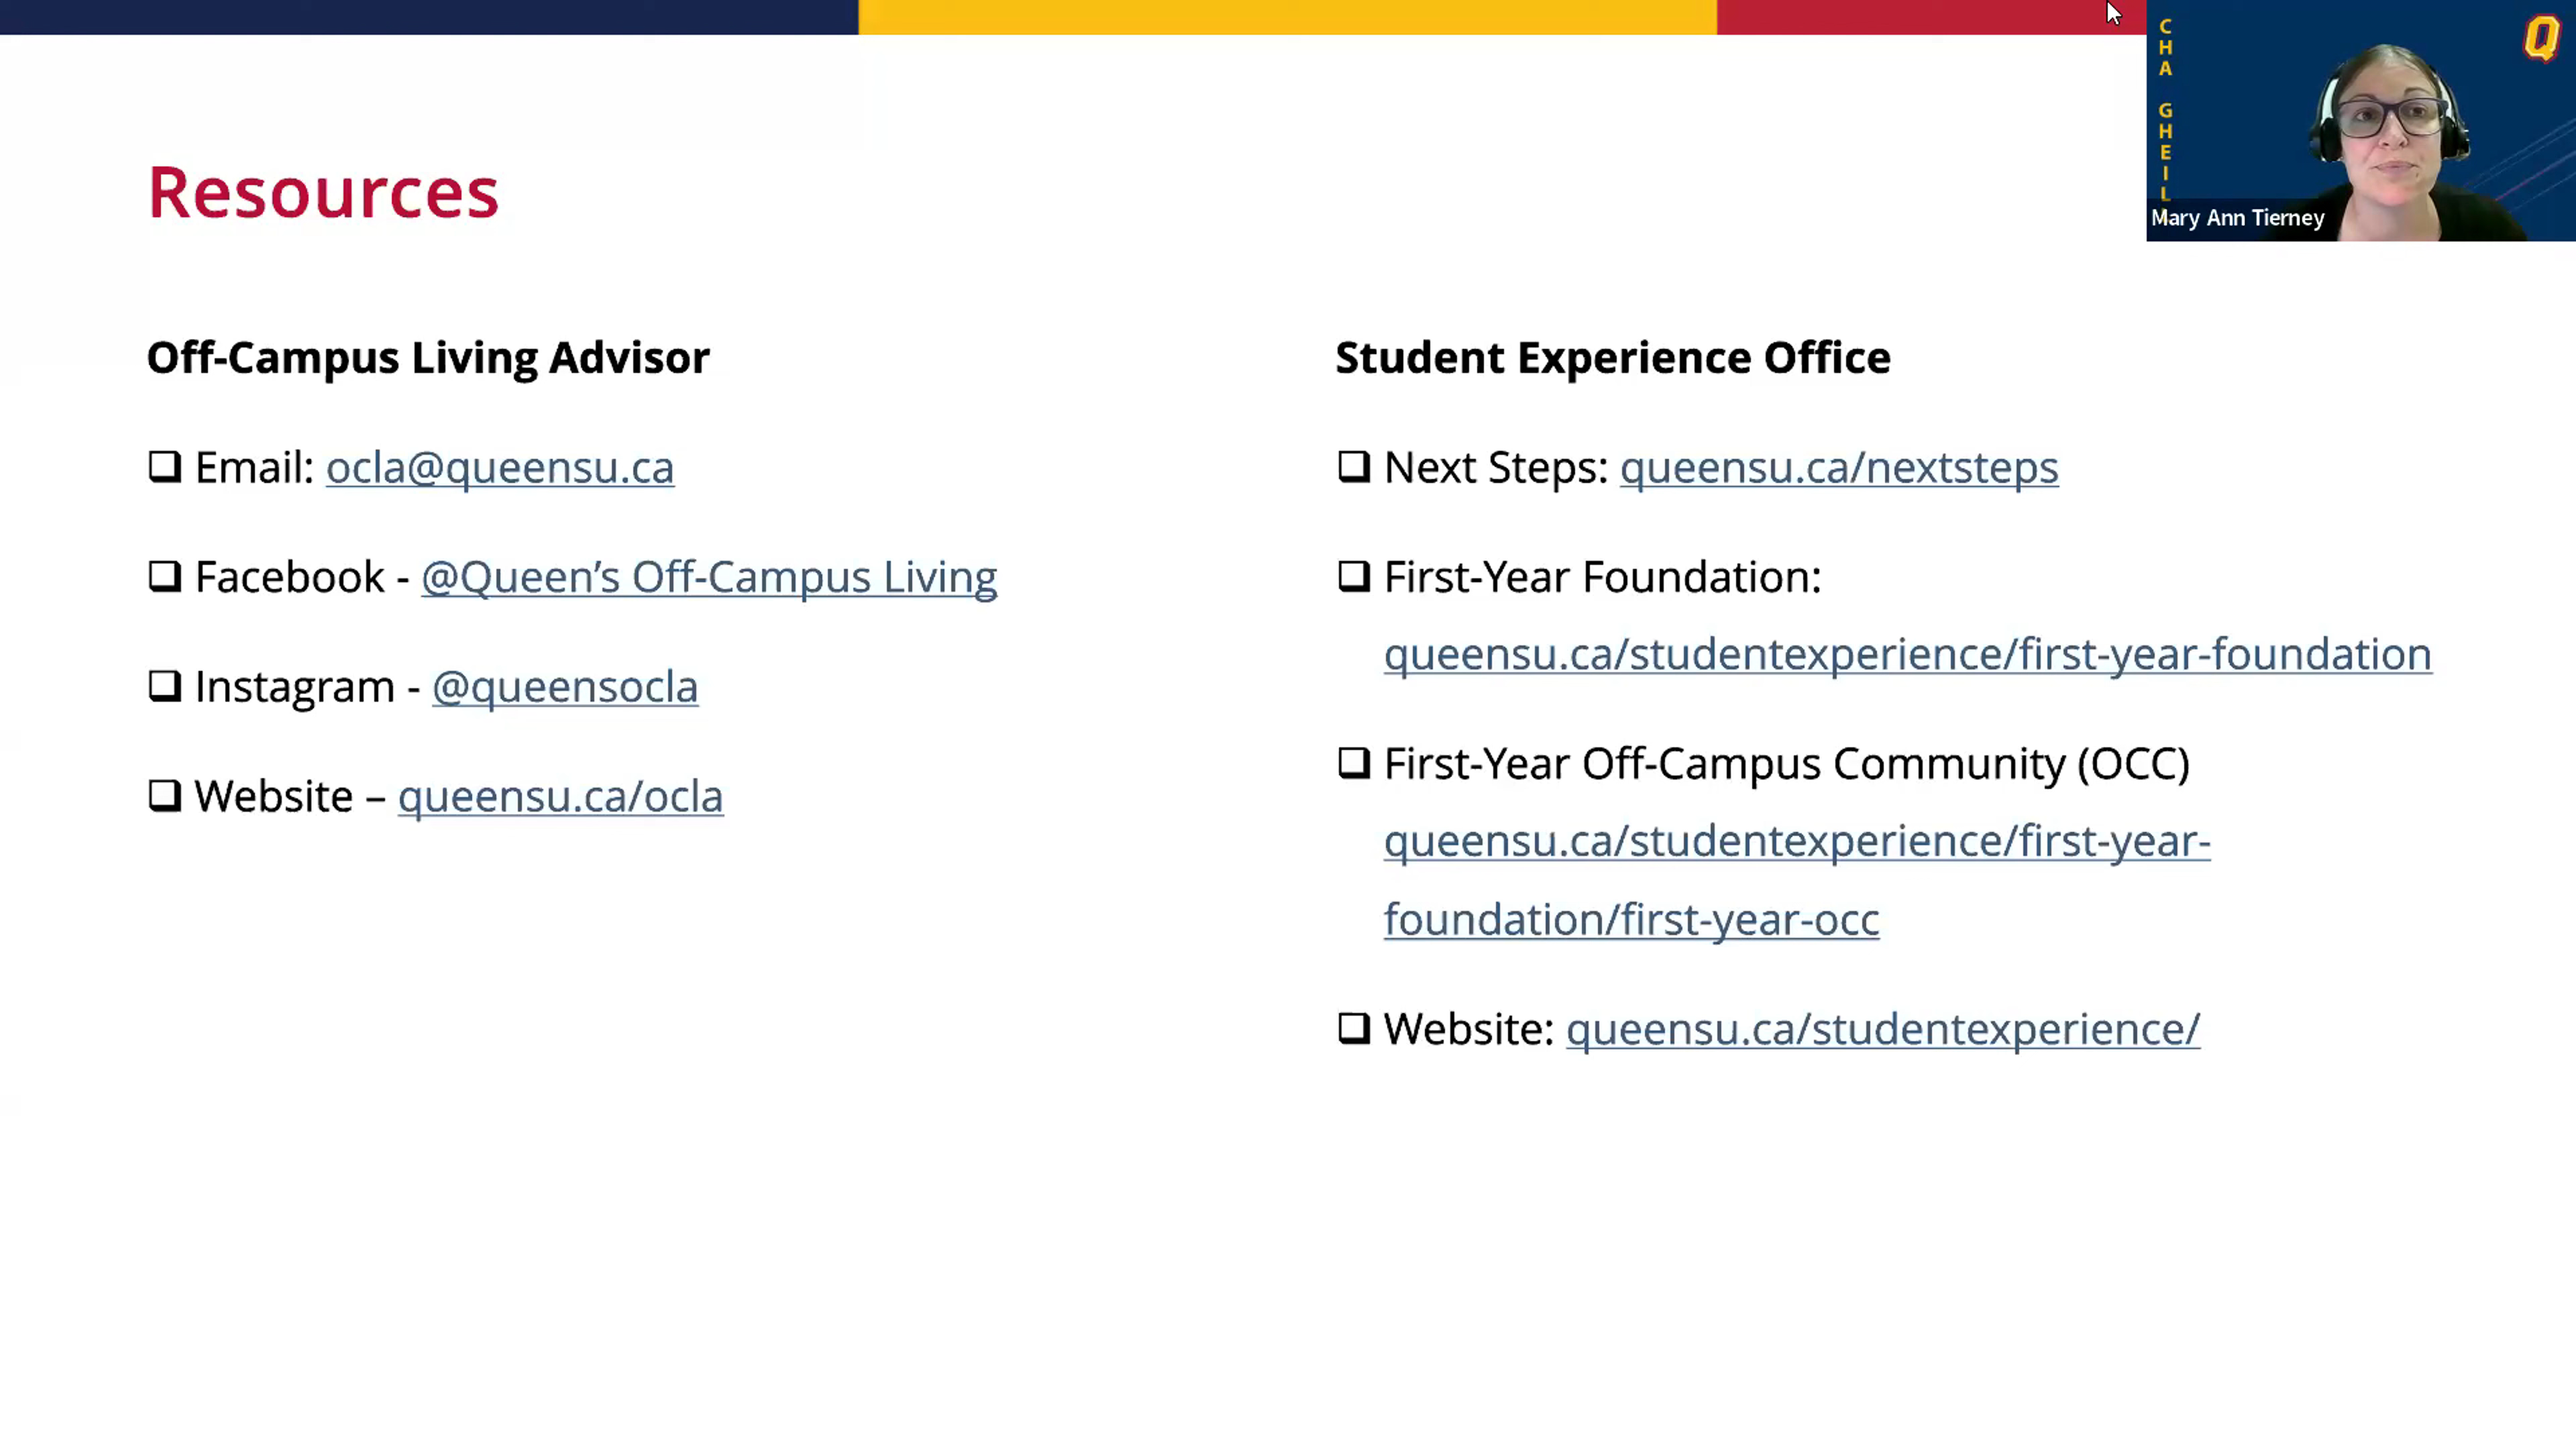 Resources
Off-Campus Living Advisor
❑ Email: ocla@queensu.ca
❑ Facebook - @Queen’s Off-Campus Living
❑ Instagram - @queensocla
❑ Website – queensu.ca/ocla
Student Experience Office
❑ Next Steps: queensu.ca/nextsteps
❑ First-Year Foundation:
queensu.ca/studentexperience/first-year-foundation
❑ First-Year Off-Campus Community (OCC)
queensu.ca/studentexperience/first-year-
foundation/first-year-occ
❑ Website: queensu.ca/studentexperience/
CHA GHEIL
Q
Mary Ann Tierney